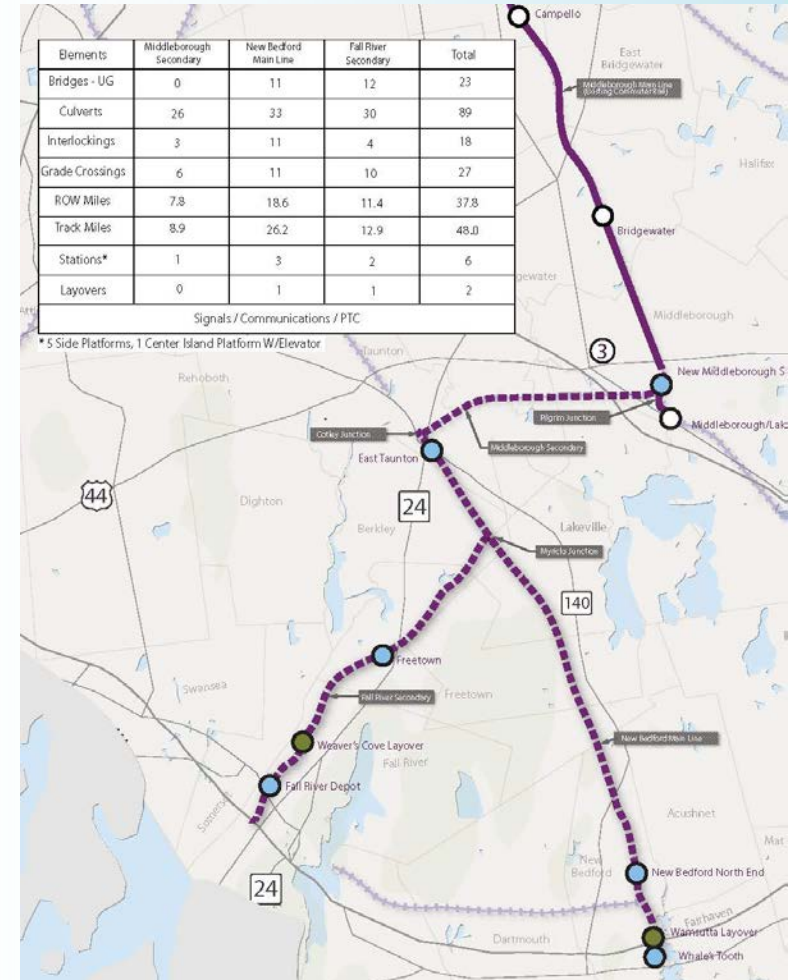 Campello
Elements Middleborough Secondary New Bedford Main Line Fall River Secondary Total
Bridges - UG 0 11 12 23
Culverts 26 33 30 89
Interlockings 3 11 4 18
Grade Crossings 6 11 10 27
ROW Miles 7.8 18.6 11.4 37.8
Track Miles 8.9 26.2 12.9 48.0
Stations* 1 3 2 6
Layovers 0 1 1 2
Signals / Communications / PTC
* 5 Side Platforms, 1 Center Island Platform W/Elevator
East
Bridgewater
Middleborough Main Line
(Existing Commuter Rail)
Halifax
Bridgewater
gewater
Middleborough
3
Taunton
Rehoboth
New Middleborough S
Pilgrim Junction
Middleborough/Lake
Cotley Junction
Middleborough Secondary
East Taunton
44
Dighton
24
Berkley
Lakeville
Myricks Junction
140
Freetown
Swansea
Fall River Secondary
Freetown
Weaver's Cove Layover
Fall River
Fall River Depot
New Bedford Main Line
Somerset
Acushnet
Mat
24
New
Bedford
New Bedford North End
Fairhaven
Wamsutta Layover
Dartmouth
Whale's Tooth